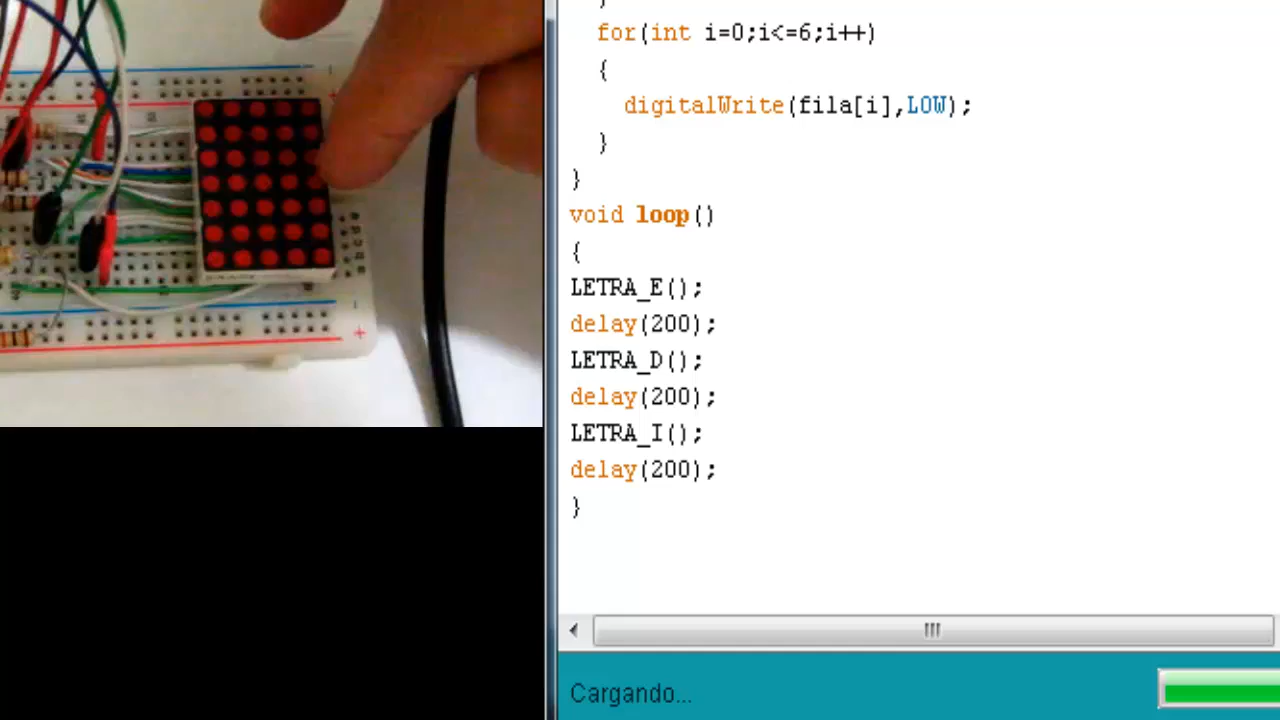 }
for(int i=0;i<=6;i++)
{
digitalWrite(fila[i],LOW);
}
}
void loop()
{
LETRA_E();
delay(200);
LETRA_D();
delay(200);
LETRA_I();
delay(200);
}
Cargando...